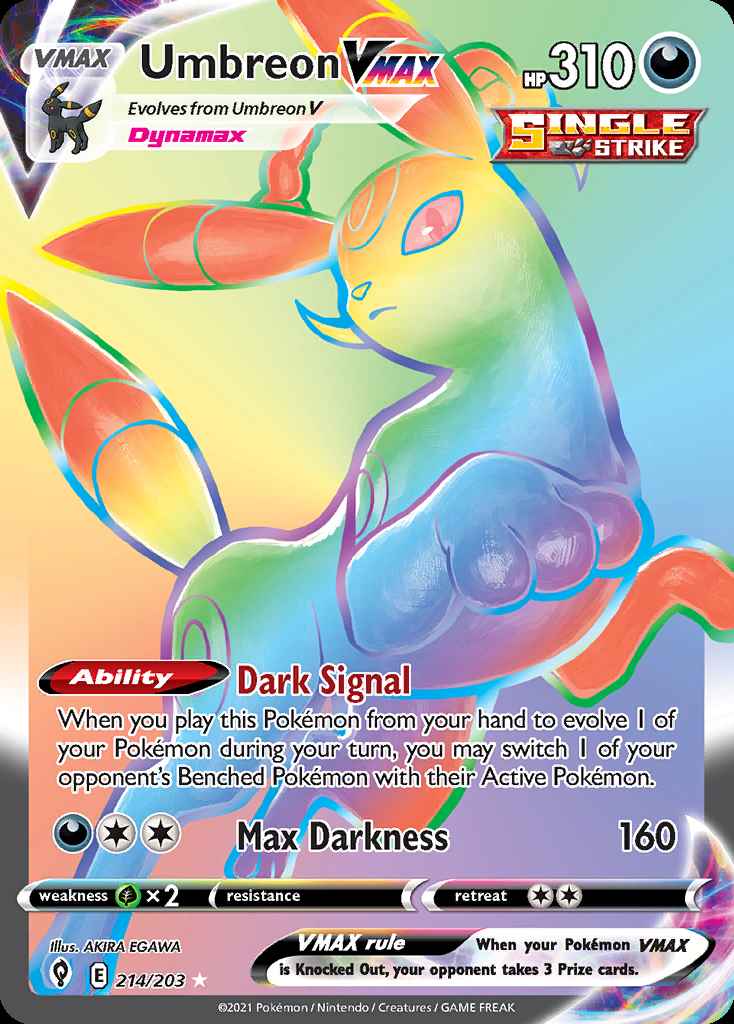 VMAX
Umbreon VMAX
HP 310
Evolves from Umbreon V
Dynamax
SINGLE STRIKE
Ability Dark Signal
When you play this Pokémon from your hand to evolve 1 of
your Pokémon during your turn, you may switch 1 of your
opponent's Benched Pokémon with their Active Pokémon.
Max Darkness 160
weakness ×2 resistance retreat
Illus. AKIRA EGAWA
VMAX rule When your Pokémon VMAX
is Knocked Out, your opponent takes 3 Prize cards.
E 214/203
©2021 Pokémon / Nintendo / Creatures / GAME FREAK